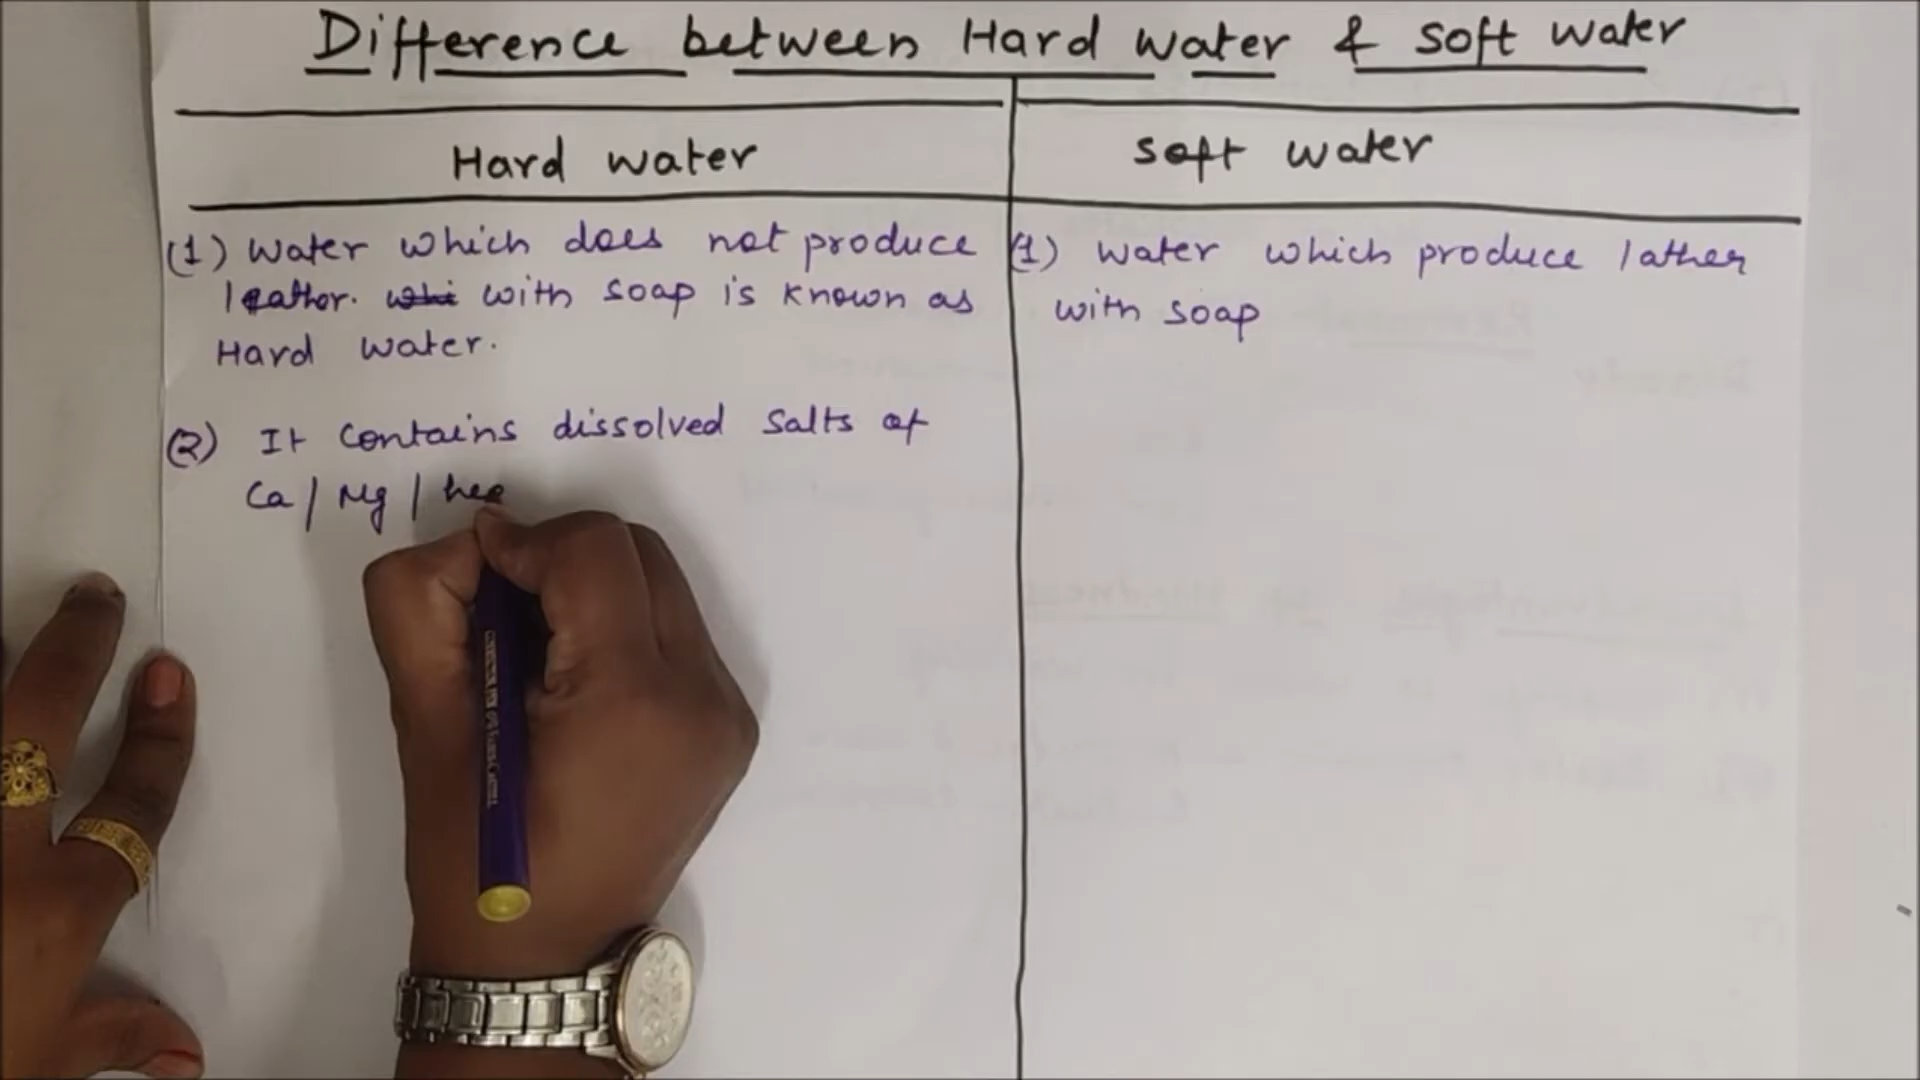 Difference between Hard water & soft water
Hard water
soft water
(1) water which does not produce
lather. with soap is known as
Hard water.
(2) It contains dissolved salts of
Ca / Mg / hea
(1) water which produce lather
with soap